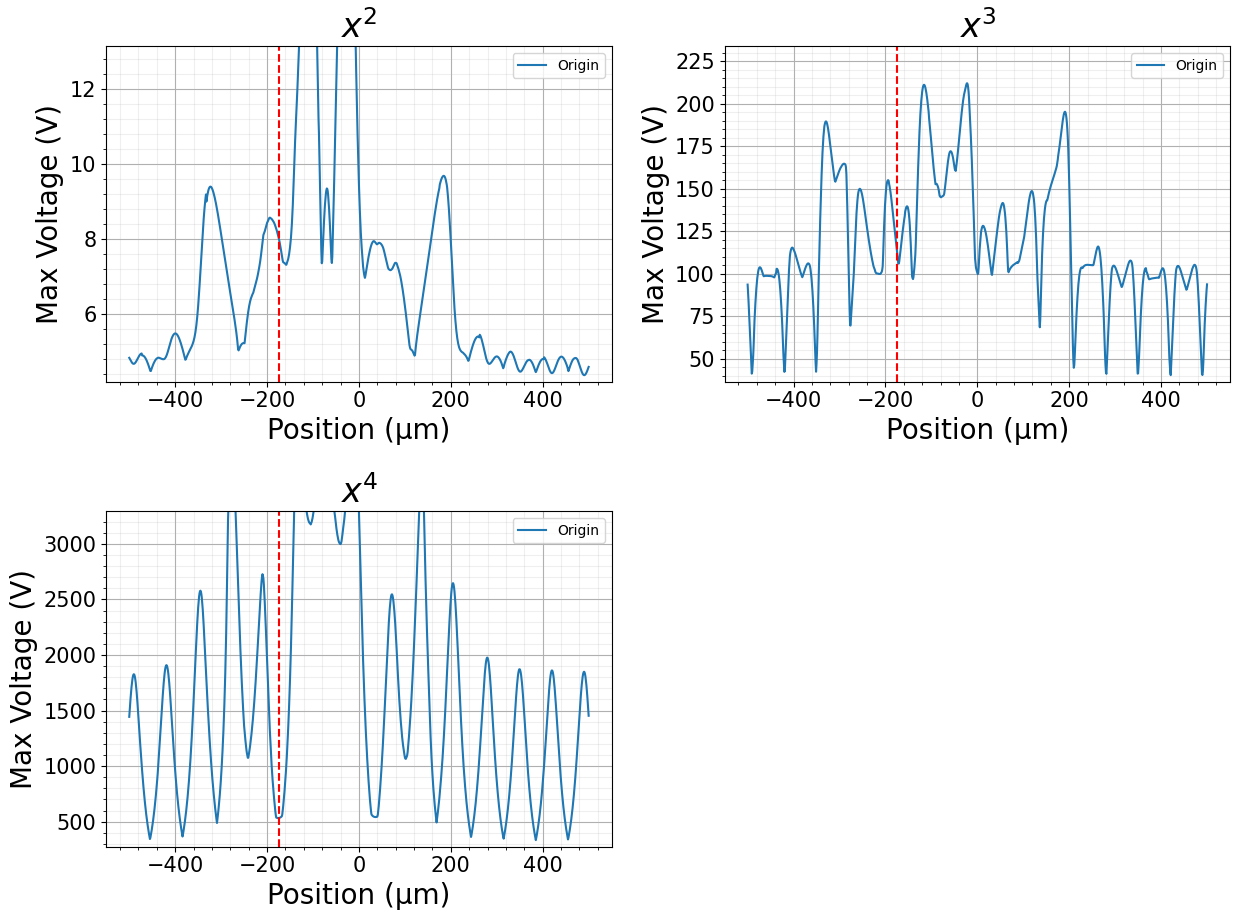 x²
Max Voltage (V)
12
10
8
6
Origin
−400 −200 0 200 400
Position (μm)
x³
Max Voltage (V)
225
200
175
150
125
100
75
50
Origin
−400 −200 0 200 400
Position (μm)
x⁴
Max Voltage (V)
3000
2500
2000
1500
1000
500
Origin
−400 −200 0 200 400
Position (μm)